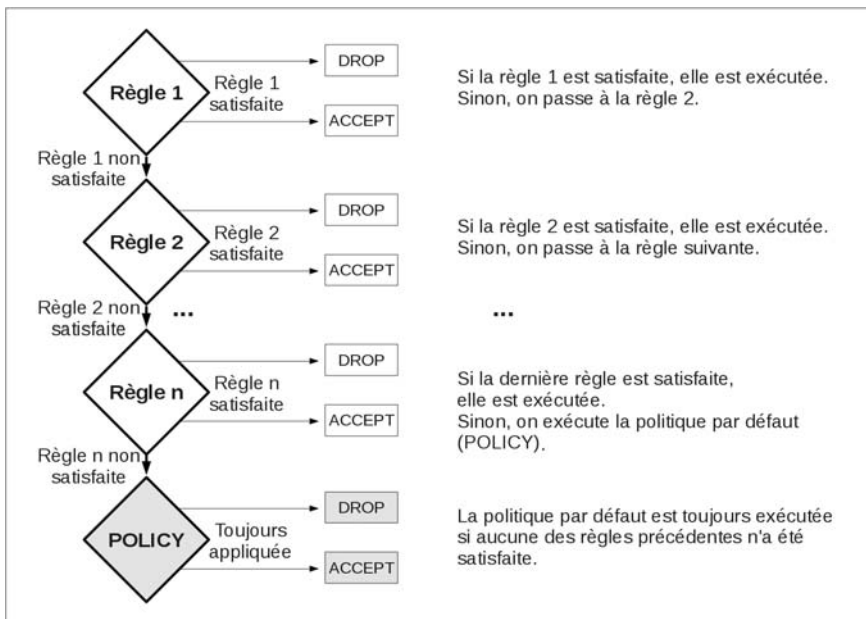 DROP
Règle 1
Règle 1
satisfaite
ACCEPT
Si la règle 1 est satisfaite, elle est exécutée.
Sinon, on passe à la règle 2.
Règle 1 non
satisfaite
DROP
Règle 2
Règle 2
satisfaite
ACCEPT
Si la règle 2 est satisfaite, elle est exécutée.
Sinon, on passe à la règle suivante.
Règle 2 non
satisfaite
...
...
DROP
Règle n
Règle n
satisfaite
ACCEPT
Si la dernière règle est satisfaite,
elle est exécutée.
Sinon, on exécute la politique par défaut
(POLICY).
Règle n non
satisfaite
DROP
POLICY
Toujours
appliquée
ACCEPT
La politique par défaut est toujours exécutée
si aucune des règles précédentes n'a été
satisfaite.